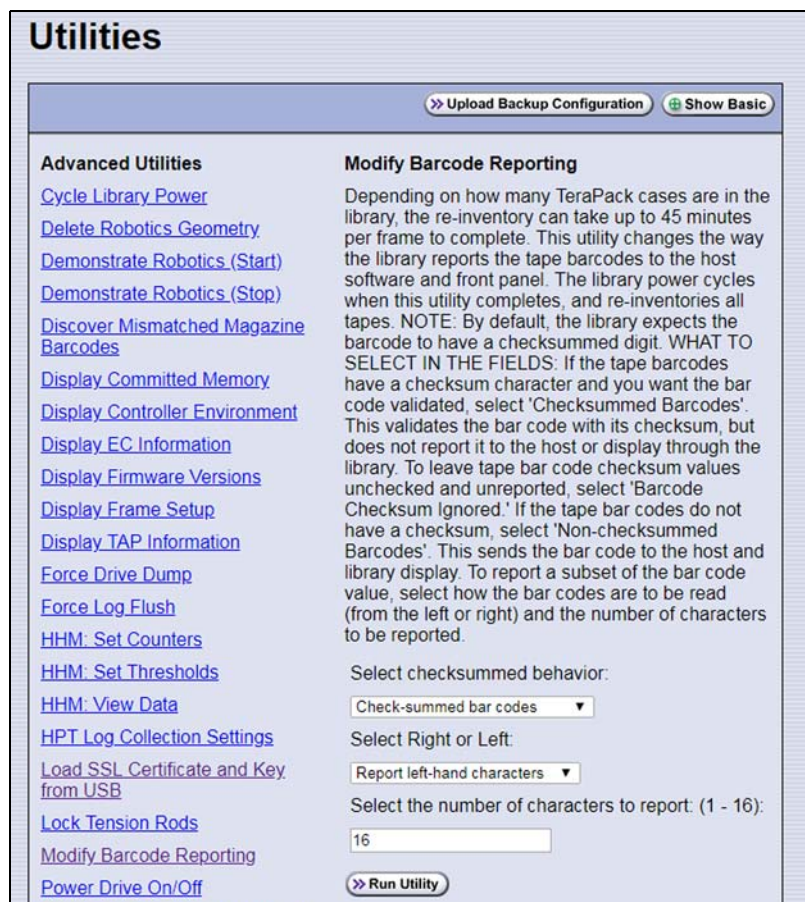 Utilities
Upload Backup Configuration
Show Basic
Advanced Utilities
Cycle Library Power
Delete Robotics Geometry
Demonstrate Robotics (Start)
Demonstrate Robotics (Stop)
Discover Mismatched Magazine
Barcodes
Display Committed Memory
Display Controller Environment
Display EC Information
Display Firmware Versions
Display Frame Setup
Display TAP Information
Force Drive Dump
Force Log Flush
HHM: Set Counters
HHM: Set Thresholds
HHM: View Data
HPT Log Collection Settings
Load SSL Certificate and Key
from USB
Lock Tension Rods
Modify Barcode Reporting
Power Drive On/Off
Modify Barcode Reporting
Depending on how many TeraPack cases are in the
library, the re-inventory can take up to 45 minutes
per frame to complete. This utility changes the way
the library reports the tape barcodes to the host
software and front panel. The library power cycles
when this utility completes, and re-inventories all
tapes. NOTE: By default, the library expects the
barcode to have a checksummed digit. WHAT TO
SELECT IN THE FIELDS: If the tape barcodes
have a checksum character and you want the bar
code validated, select 'Checksummed Barcodes'.
This validates the bar code with its checksum, but
does not report it to the host or display through the
library. To leave tape bar code checksum values
unchecked and unreported, select 'Barcode
Checksum Ignored.' If the tape bar codes do not
have a checksum, select 'Non-checksummed
Barcodes'. This sends the bar code to the host and
library display. To report a subset of the bar code
value, select how the bar codes are to be read
(from the left or right) and the number of characters
to be reported.
Select checksummed behavior:
Check-summed bar codes
Select Right or Left:
Report left-hand characters
Select the number of characters to report: (1 - 16):
16
Run Utility